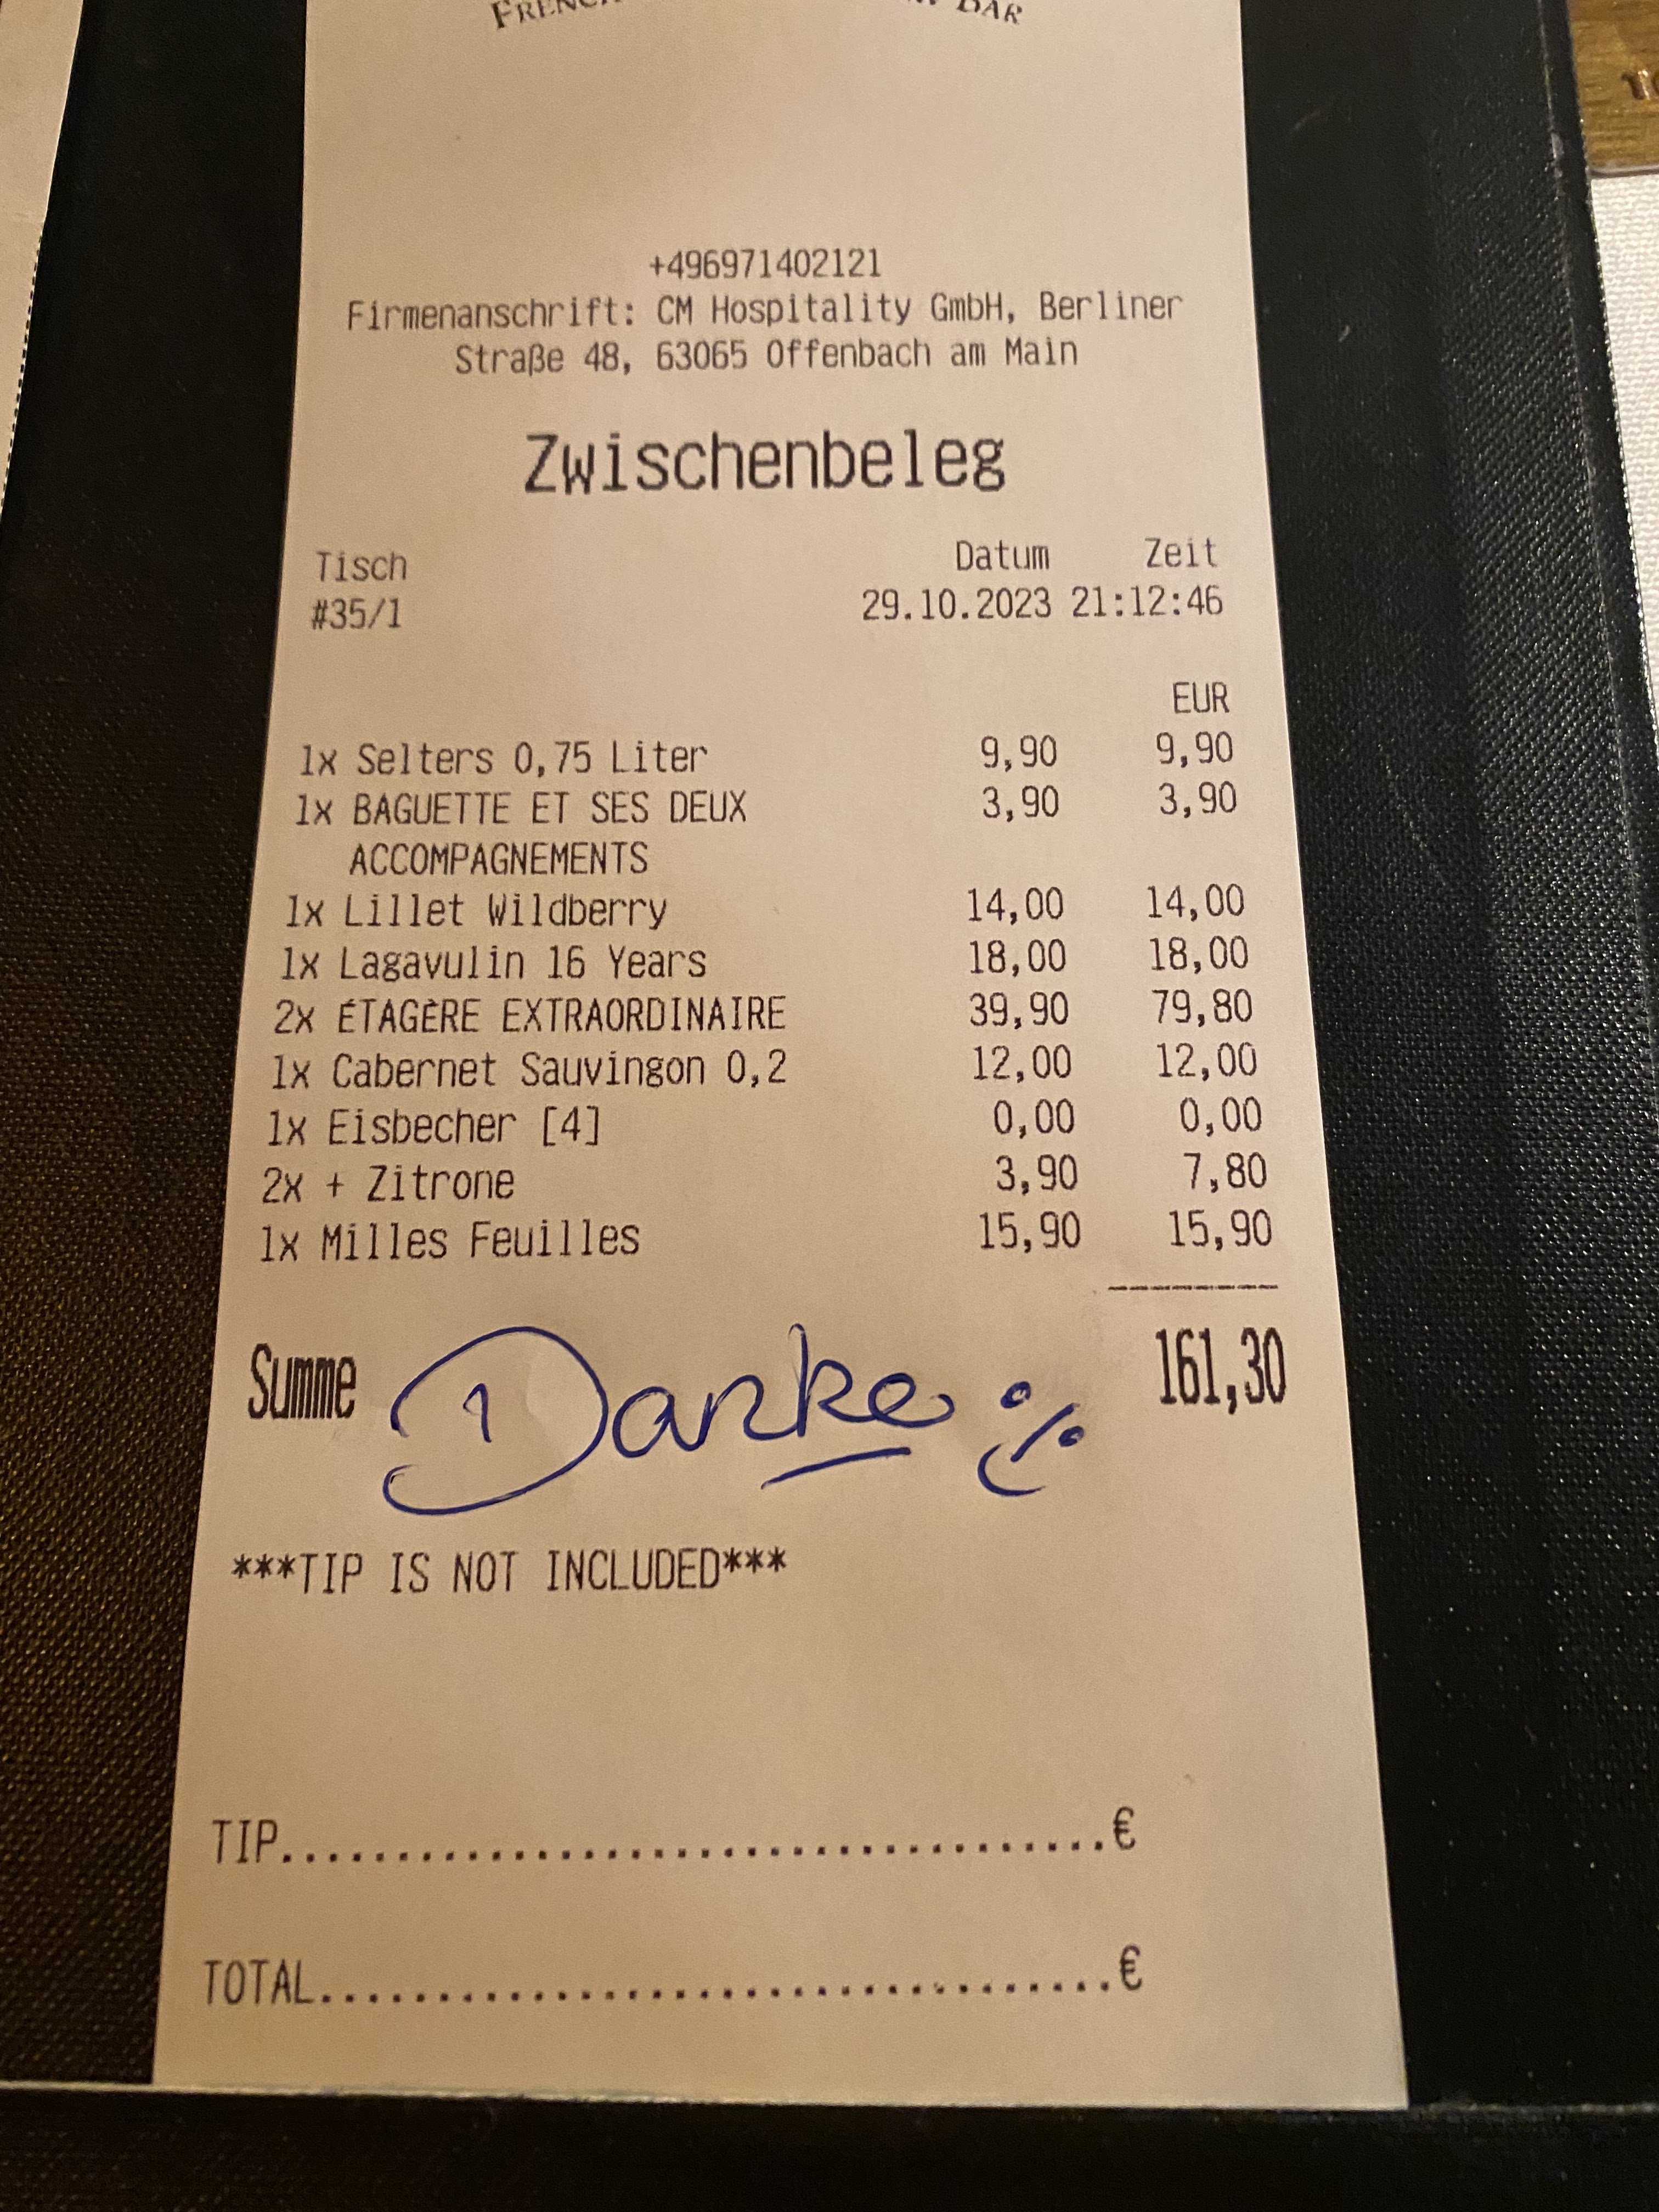 BAR
+496971402121
Firmenanschrift: CM Hospitality GmbH, Berliner
Straße 48, 63065 Offenbach am Main
Zwischenbeleg
Tisch Datum Zeit
#35/1 29.10.2023 21:12:46
EUR
1x Selters 0,75 Liter 9,90 9,90
1x BAGUETTE ET SES DEUX 3,90 3,90
ACCOMPAGNEMENTS
1x Lillet Wildberry 14,00 14,00
1x Lagavulin 16 Years 18,00 18,00
2x ÉTAGÈRE EXTRAORDINAIRE 39,90 79,80
1x Cabernet Sauvingon 0,2 12,00 12,00
1x Eisbecher [4] 0,00 0,00
2x + Zitrone 3,90 7,80
1x Milles Feuilles 15,90 15,90
Summe Danke 161,30
***TIP IS NOT INCLUDED***
TIP...................................€
TOTAL..................................€